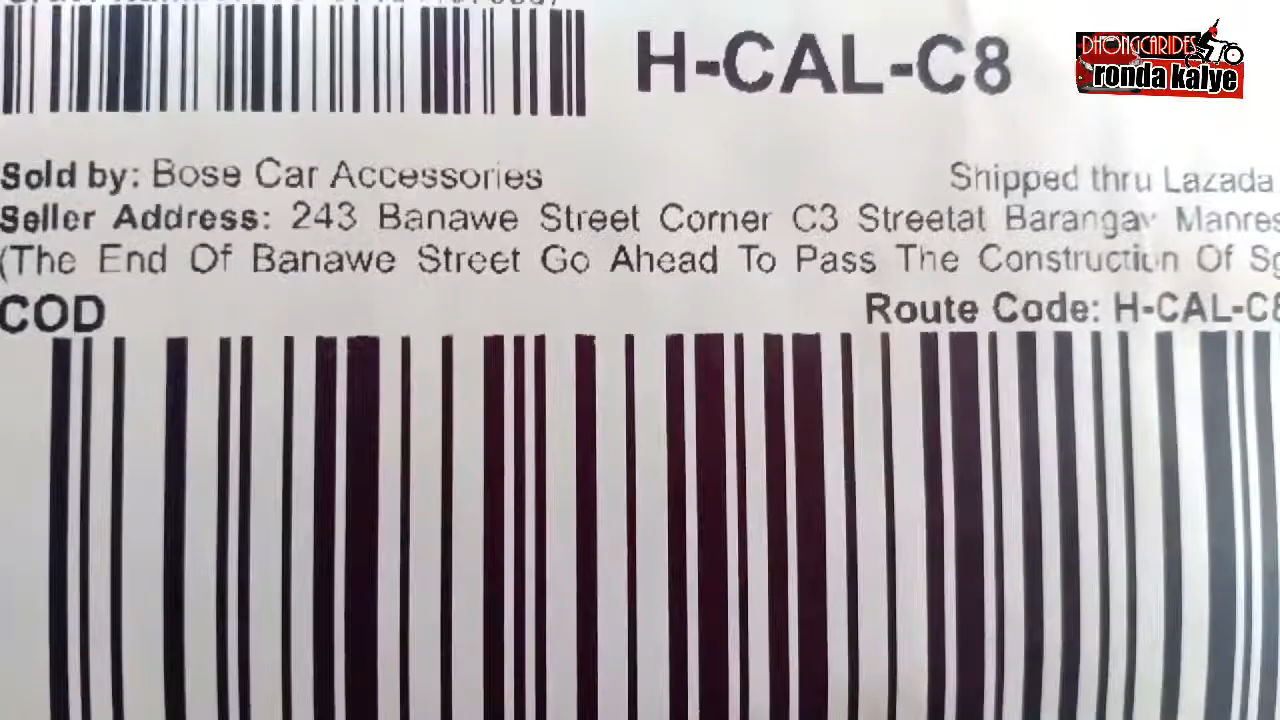 H-CAL-C8
DHONGCARIDES
ronda kalye
Sold by: Bose Car Accessories
Shipped thru Lazada
Seller Address: 243 Banawe Street Corner C3 Streetat Barangay Manres
(The End Of Banawe Street Go Ahead To Pass The Construction Of Sg
COD
Route Code: H-CAL-C8